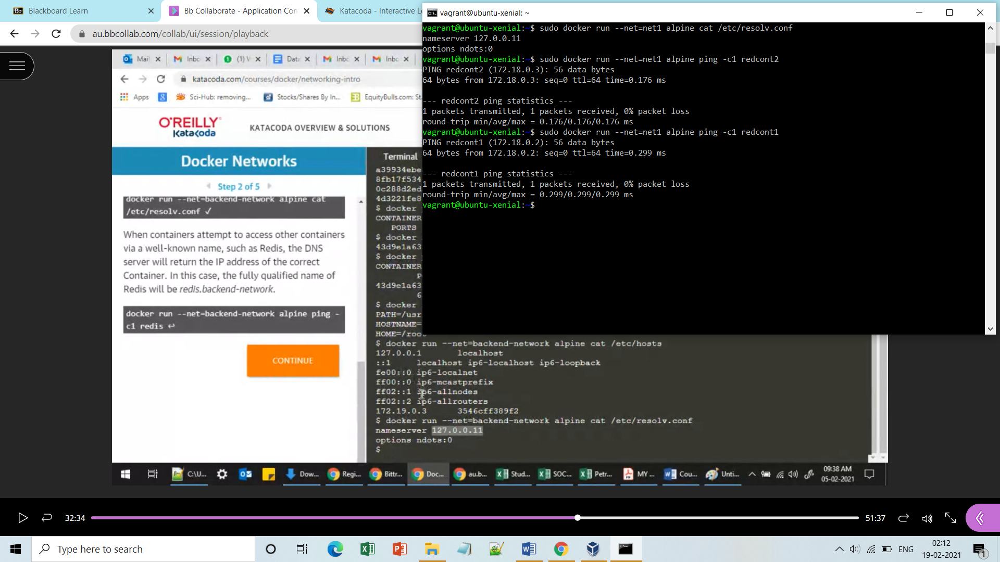 Blackboard Learn
Bb Collaborate - Application Con
Katacoda - Interactive Le
au.bbcollab.com/collab/ui/session/playback
vagrant@ubuntu-xenial: ~
vagrant@ubuntu-xenial:~$ sudo docker run --net=net1 alpine cat /etc/resolv.conf
nameserver 127.0.0.11
options ndots:0
vagrant@ubuntu-xenial:~$ sudo docker run --net=net1 alpine ping -c1 redcont2
PING redcont2 (172.18.0.3): 56 data bytes
64 bytes from 172.18.0.3: seq=0 ttl=64 time=0.176 ms
--- redcont2 ping statistics ---
1 packets transmitted, 1 packets received, 0% packet loss
round-trip min/avg/max = 0.176/0.176/0.176 ms
vagrant@ubuntu-xenial:~$ sudo docker run --net=net1 alpine ping -c1 redcont1
PING redcont1 (172.18.0.2): 56 data bytes
64 bytes from 172.18.0.2: seq=0 ttl=64 time=0.299 ms
--- redcont1 ping statistics ---
1 packets transmitted, 1 packets received, 0% packet loss
round-trip min/avg/max = 0.299/0.299/0.299 ms
vagrant@ubuntu-xenial:~$
Mail
Inbc
(1) V
Data
Inbc
Inbc
katacoda.com/courses/docker/networking-intro
Apps
Sci-Hub: removing...
Stocks/Shares By In...
EquityBulls.com: St
O'REILLY
Katacoda
KATACODA OVERVIEW & SOLUTIONS
Docker Networks
Step 2 of 5
docker run --net=backend-network alpine cat
/etc/resolv.conf ✓
When containers attempt to access other containers
via a well-known name, such as Redis, the DNS
server will return the IP address of the correct
Container. In this case, the fully qualified name of
Redis will be redis.backend-network.
docker run --net=backend-network alpine ping -
c1 redis ↩
CONTINUE
Terminal
a39934ebe
8fb17f534
0c288d2ed
4d3221fe8
$ docker
CONTAINER
PORTS
$ docker
43d9e1a63
$ docker
CONTAINER
P
43d9e1a63
6
$ docker
PATH=/usr
HOSTNAME=
HOME=/roo
$ docker run --net=backend-network alpine cat /etc/hosts
127.0.0.1 localhost
::1 localhost ip6-localhost ip6-loopback
fe00::0 ip6-localnet
ff00::0 ip6-mcastprefix
ff02::1 ip6-allnodes
ff02::2 ip6-allrouters
172.19.0.3 3546cff389f2
$ docker run --net=backend-network alpine cat /etc/resolv.conf
nameserver 127.0.0.11
options ndots:0
$
C:\U...
Dow...
Regi...
Bittr...
Doc...
au.b...
Stud...
SOC...
Petr...
MY ...
Cou...
Unti...
09:38 AM
05-02-2021
32:34
51:37
Type here to search
ENG
02:12
19-02-2021
1